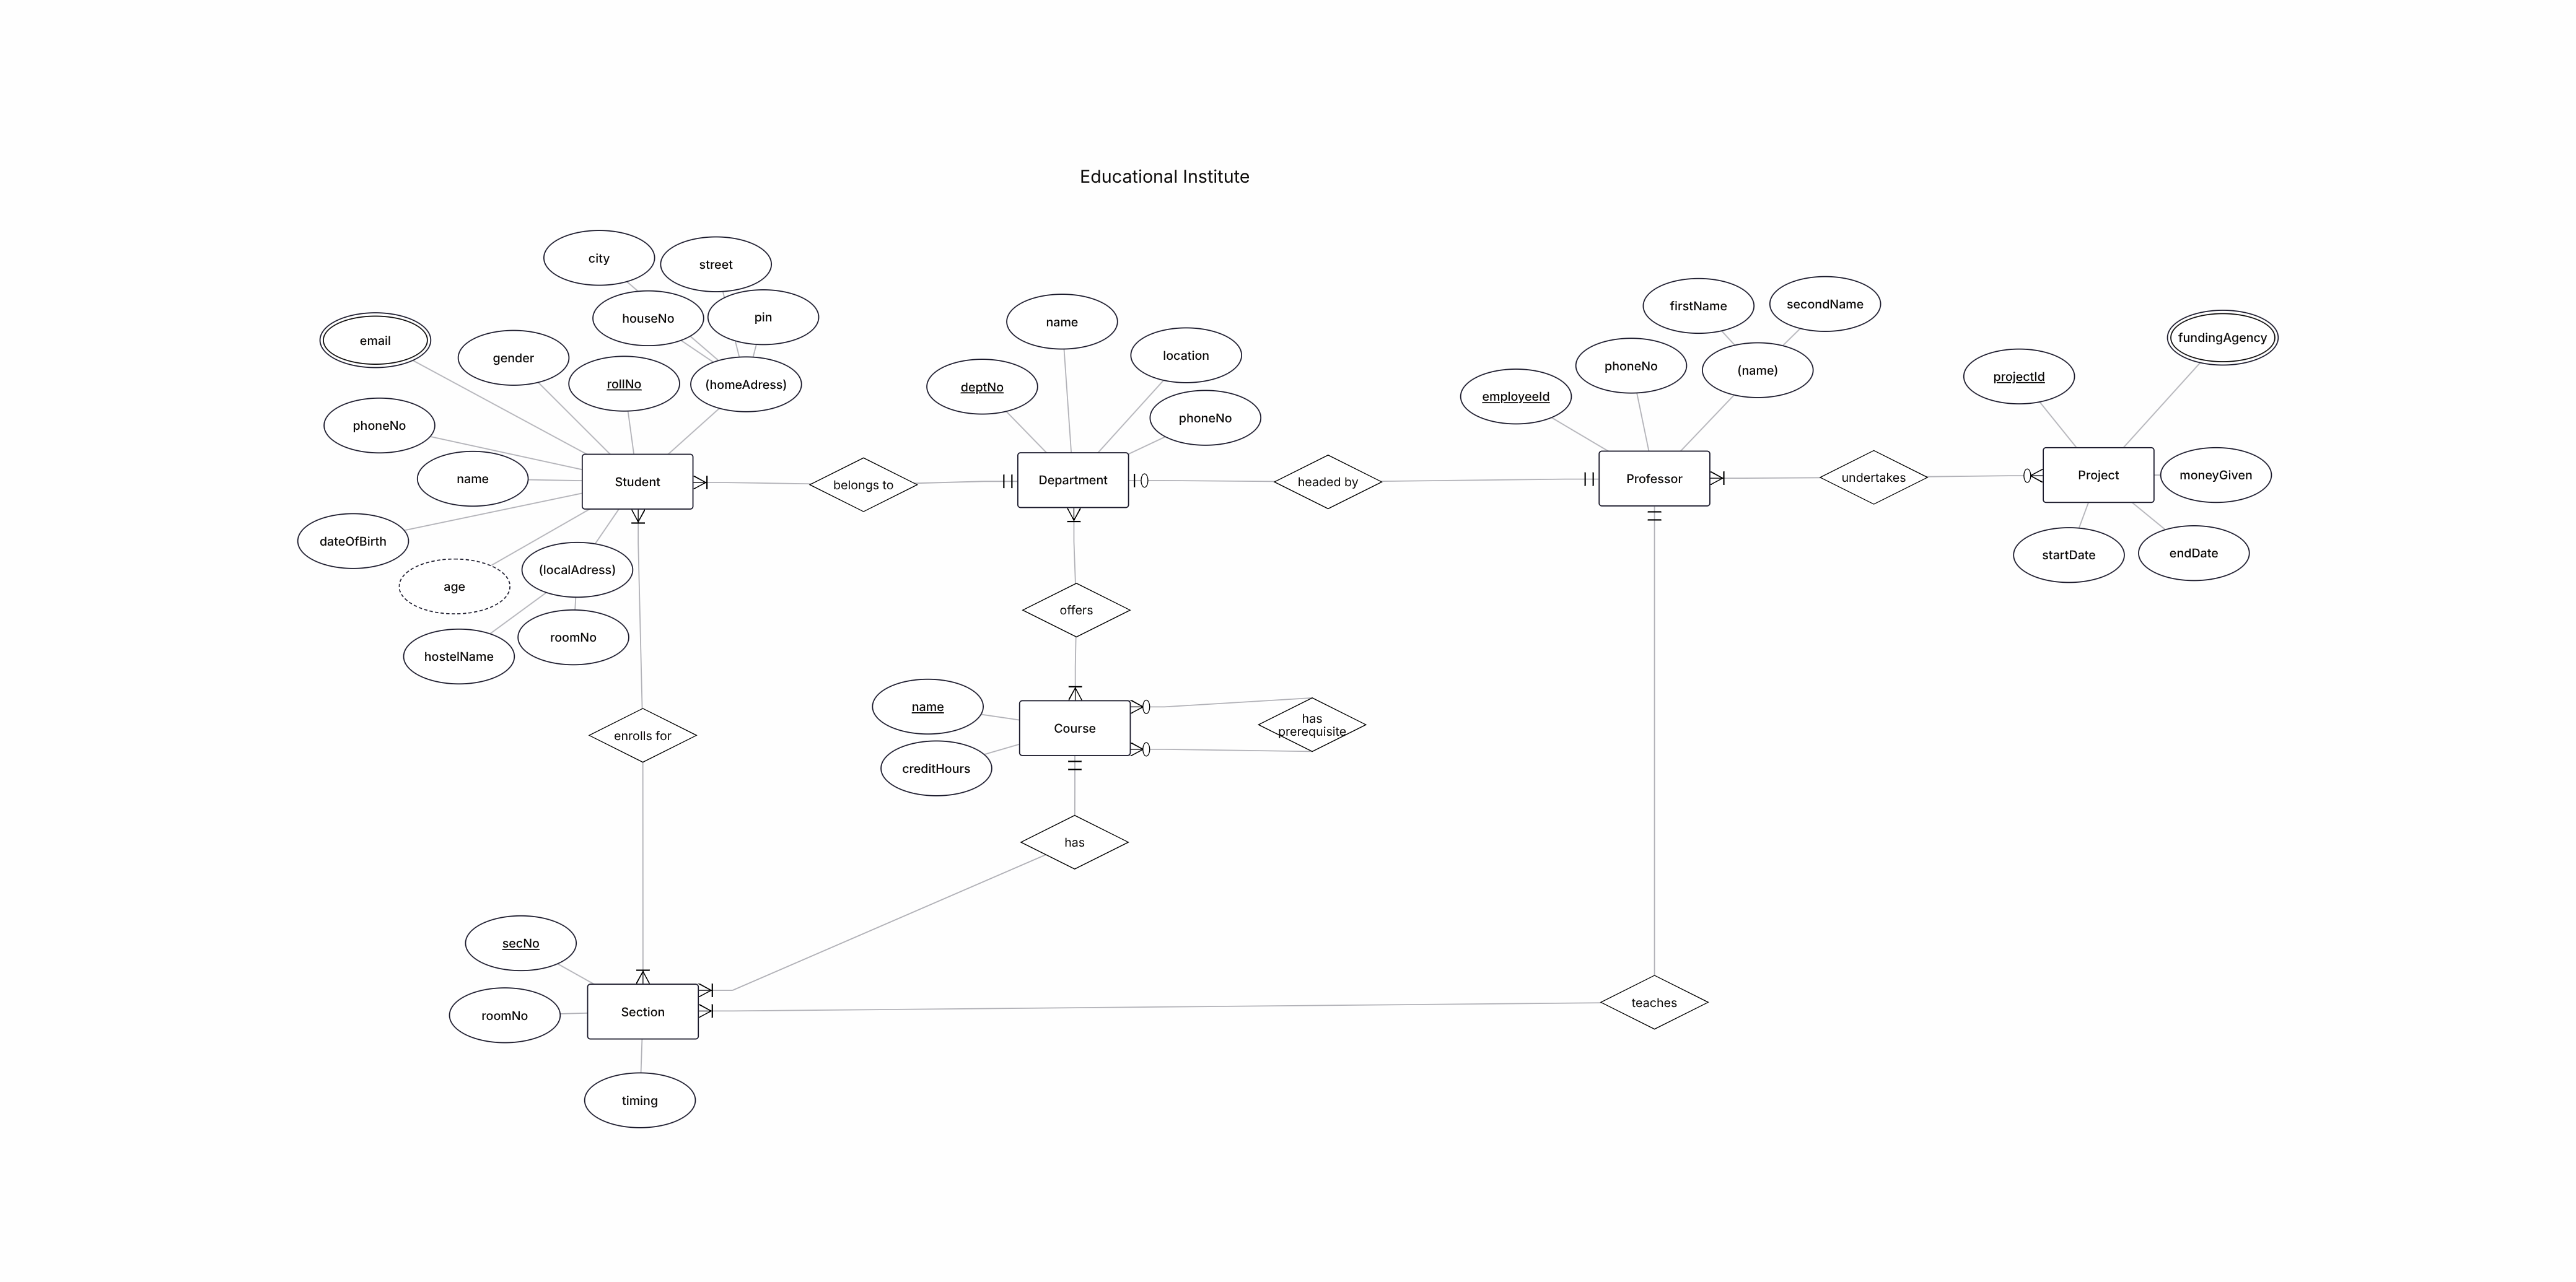 Educational Institute
city
street
houseNo
pin
email
gender
rollNo
(homeAdress)
phoneNo
name
Student
dateOfBirth
age
(localAdress)
hostelName
roomNo
belongs to
name
location
deptNo
phoneNo
Department
headed by
firstName
secondName
phoneNo
(name)
employeeId
Professor
undertakes
fundingAgency
projectId
Project
moneyGiven
startDate
endDate
offers
enrolls for
name
Course
creditHours
has
prerequisite
has
secNo
roomNo
Section
timing
teaches